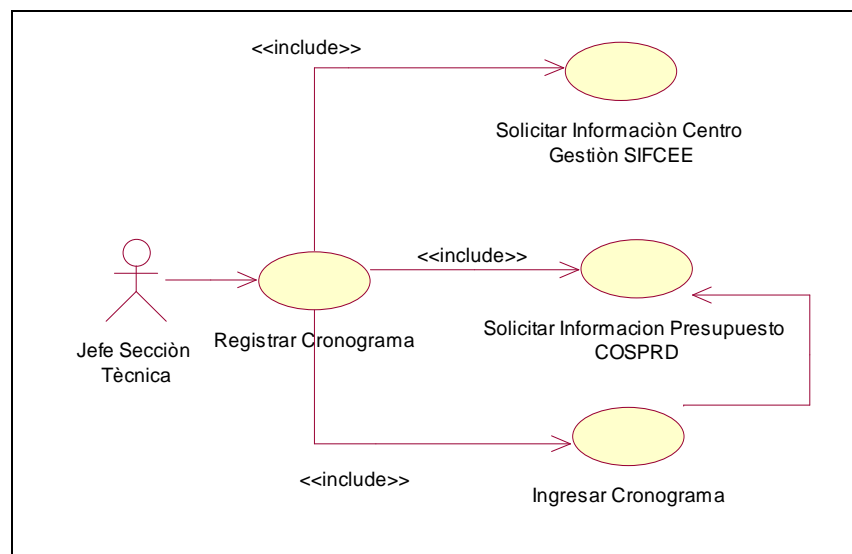 <<include>>
Solicitar Informaciòn Centro
Gestiòn SIFCEE
<<include>>
Jefe Secciòn
Tècnica
Registrar Cronograma
Solicitar Informacion Presupuesto
COSPRD
<<include>>
Ingresar Cronograma